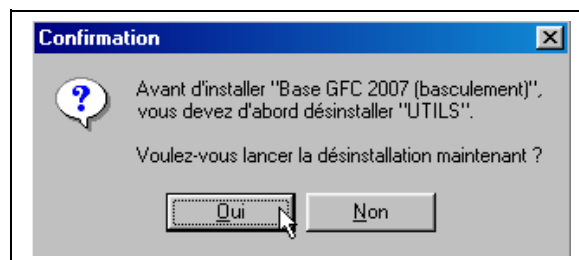 Confirmation
Avant d'installer "Base GFC 2007 (basculement)",
vous devez d'abord désinstaller "UTILS".
Voulez-vous lancer la désinstallation maintenant ?
Oui
Non